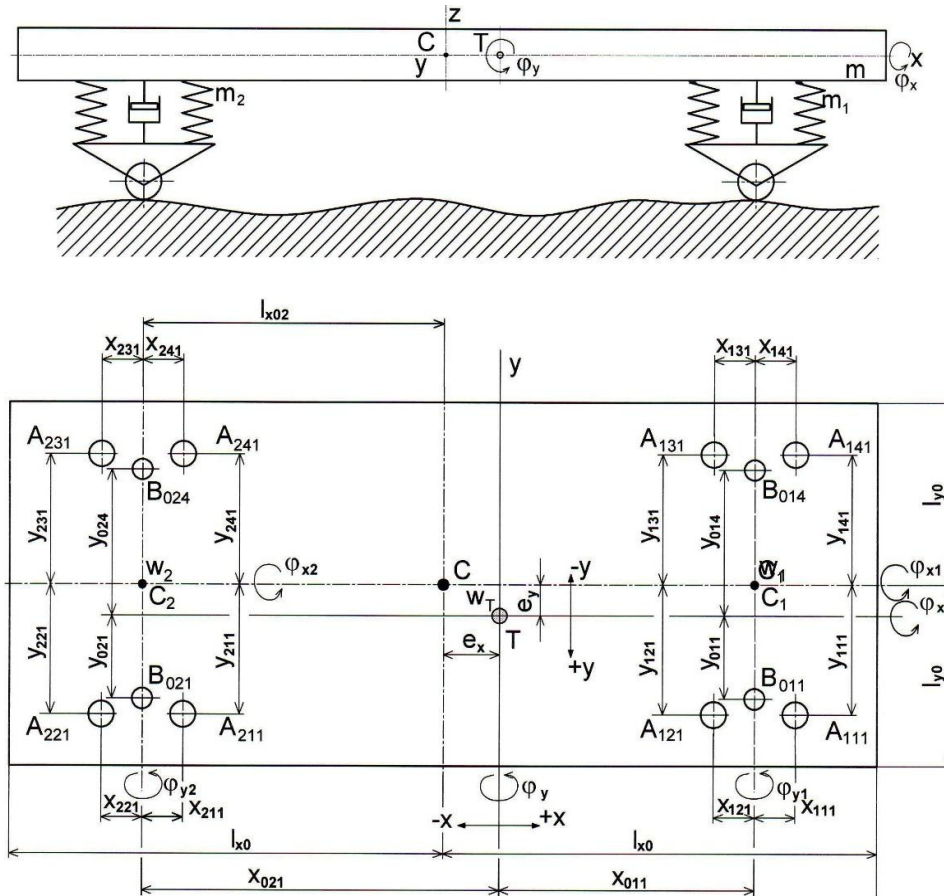 z
C
T
y
φy
x
m
φx
m2
m1
lx02
x231 x241
x131 x141
y
A231
A241
A131
A141
B024
B014
y231
y024
y241
y131
y014
y141
ly0
w2
φx2
C
-y
φx1
C2
wT
ey
C1
φx
T
ex
+y
y221
y021
y211
y121
y011
y111
ly0
B021
B011
A221
A211
A121
A111
φy2
φy
φy1
x221
x211
-x
+x
x121
x111
lx0
lx0
x021
x011